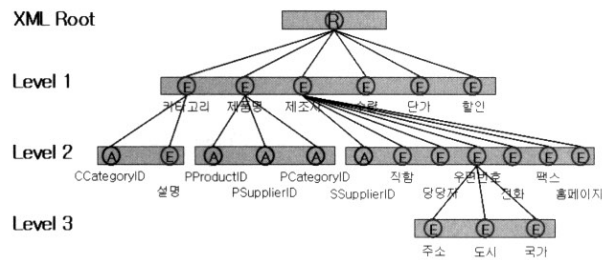 XML Root
R
Level 1
E E E E E E
카타고리 제품명 제조사 수량 단가 할인
Level 2
A E A A A A E E E E E E
CCategoryID PProductID PCategoryID 직함 우편번호 팩스
설명 PSupplierID SSupplierID 담당자 전화 홈페이지
Level 3
E E E
주소 도시 국가